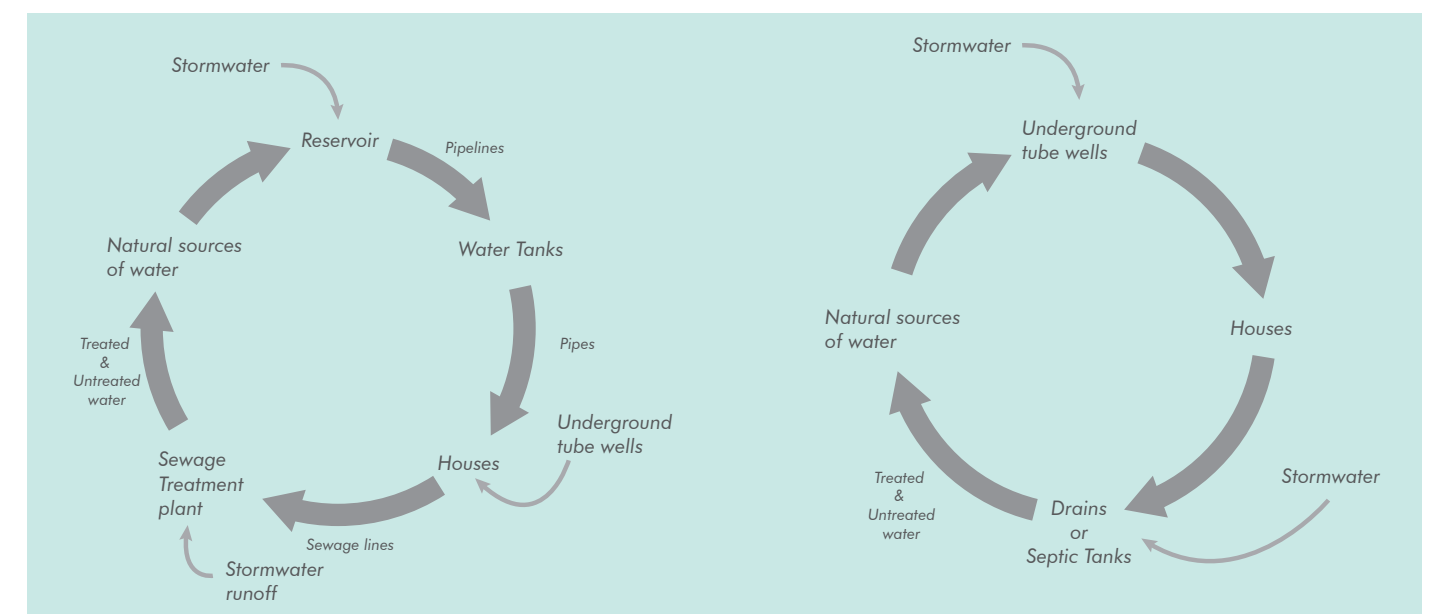 Stormwater
Reservoir
Pipelines
Water Tanks
Pipes
Underground
tube wells
Houses
Sewage lines
Sewage
Treatment
plant
Stormwater
runoff
Treated
&
Untreated
water
Natural sources
of water
Stormwater
Underground
tube wells
Houses
Stormwater
Drains
or
Septic Tanks
Treated
&
Untreated
water
Natural sources
of water